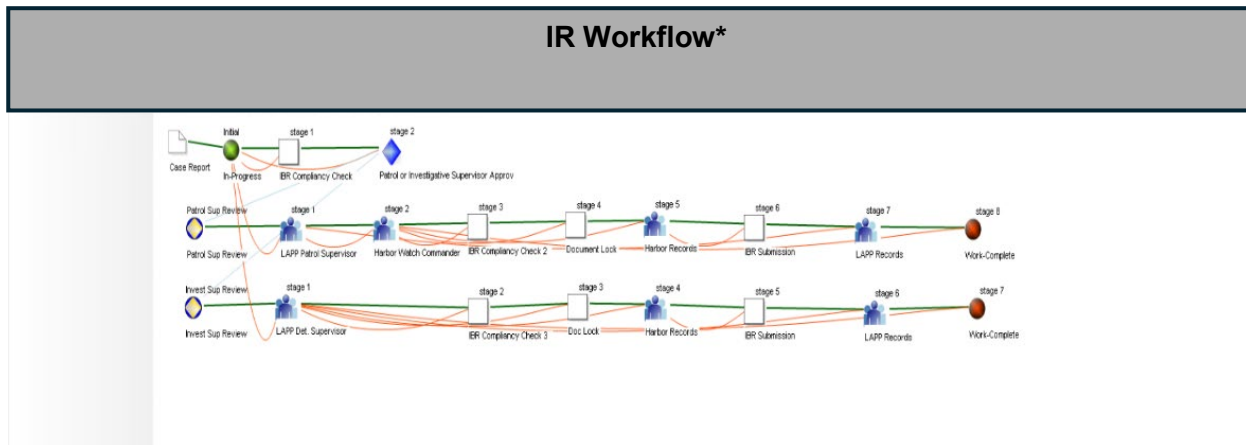 IR Workflow*
Initial
stage 1
stage 2
Case Report
In-Progress
IBR Compliancy Check
Patrol or Investigative Supervisor Approv
Patrol Sup Review
stage 1
stage 2
stage 3
stage 4
stage 5
stage 6
stage 7
stage 8
Patrol Sup Review
LAPP Patrol Supervisor
Harbor Watch Commander
IBR Compliancy Check 2
Document Lock
Harbor Records
IBR Submission
LAPP Records
Work-Complete
Invest Sup Review
stage 1
stage 2
stage 3
stage 4
stage 5
stage 6
stage 7
Invest Sup Review
LAPP Det. Supervisor
IBR Compliancy Check 3
Doc Lock
Harbor Records
IBR Submission
LAPP Records
Work-Complete